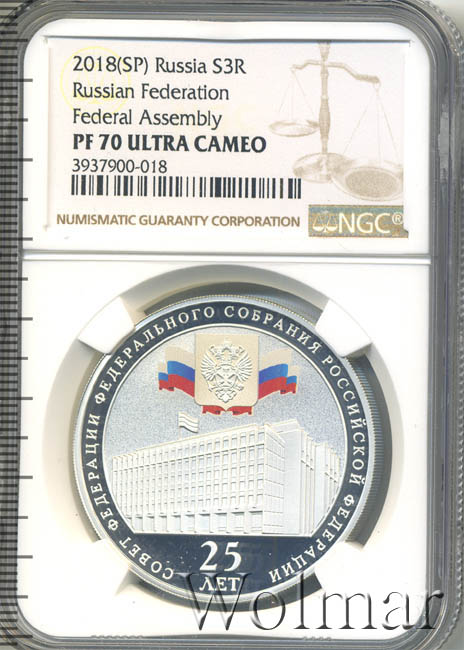 2018(SP) Russia S3R
Russian Federation
Federal Assembly
PF 70 ULTRA CAMEO
3937900-018
NUMISMATIC GUARANTY CORPORATION
NGC®
СОВЕТ ФЕДЕРАЦИИ ФЕДЕРАЛЬНОГО СОБРАНИЯ РОССИЙСКОЙ ФЕДЕРАЦИИ
25
ЛЕТ
Wolmar